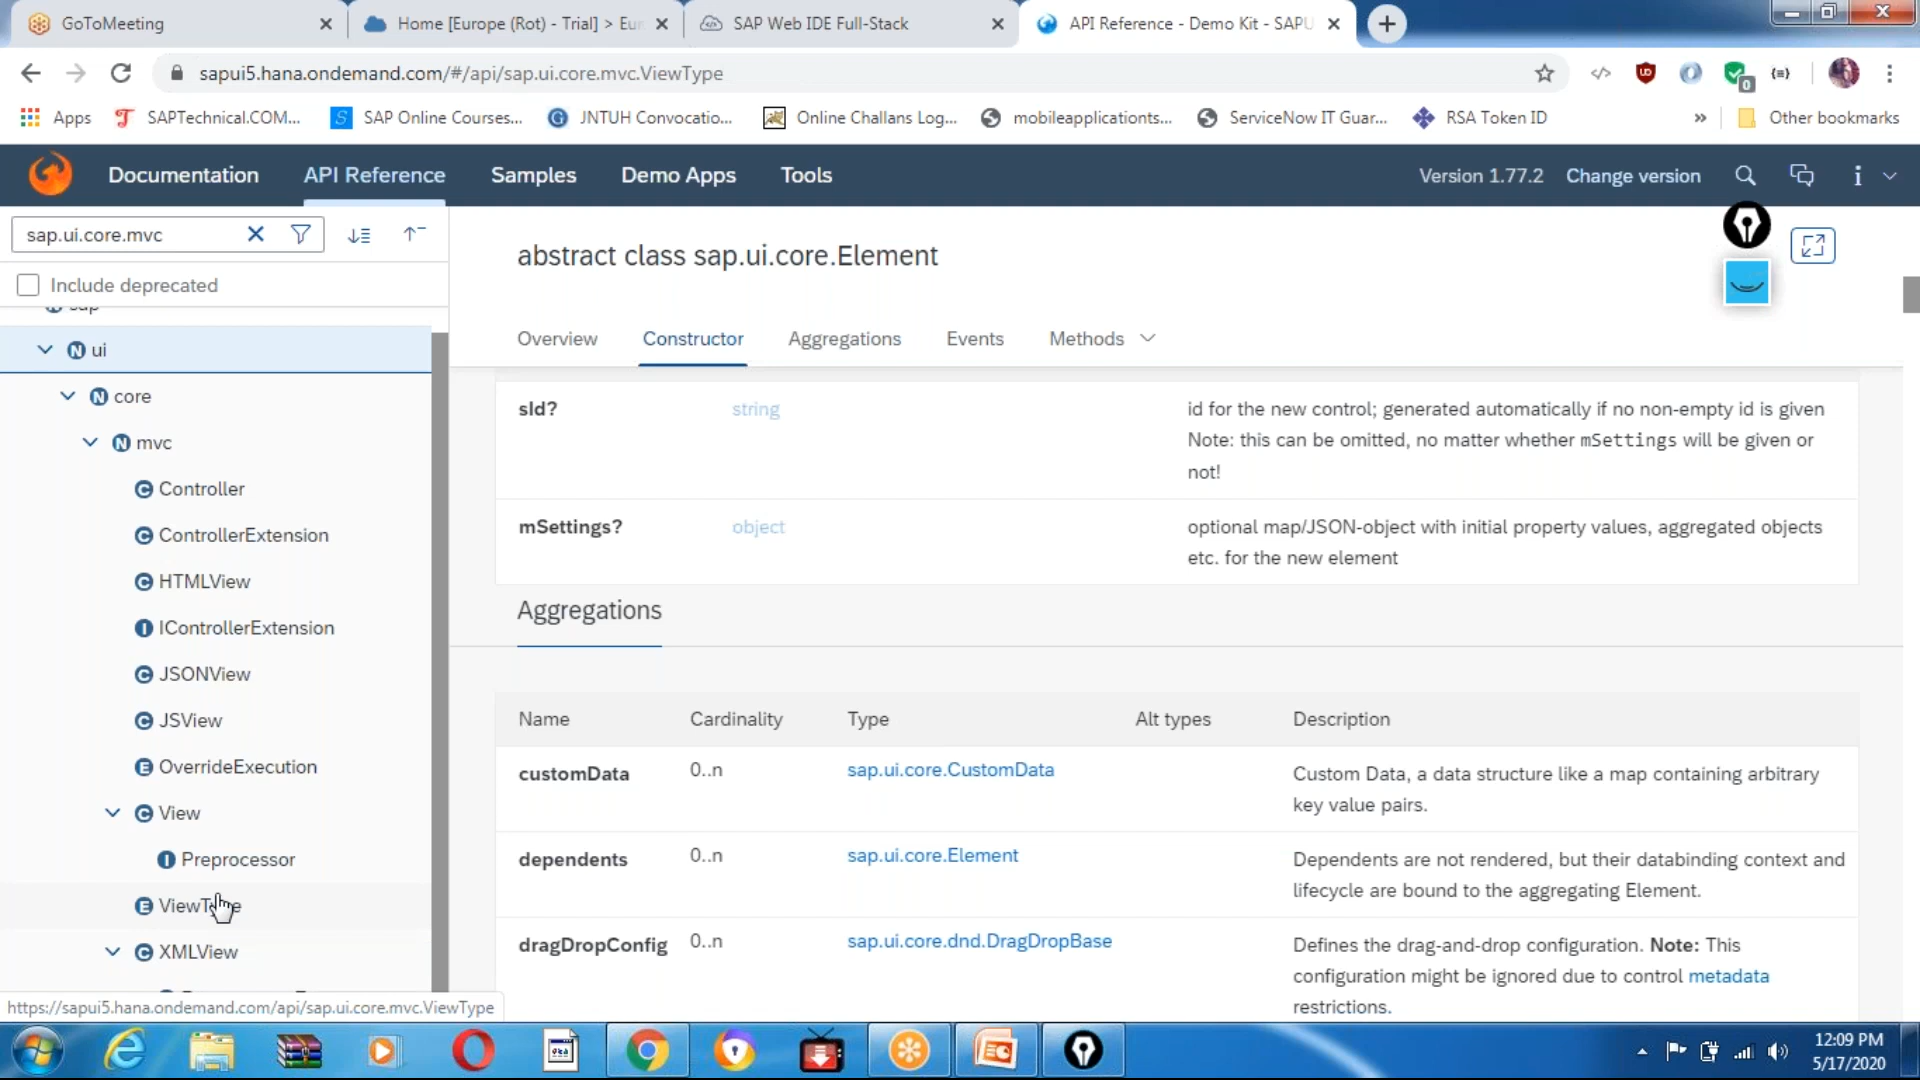 GoToMeeting
Home [Europe (Rot) - Trial] > Eur
SAP Web IDE Full-Stack
API Reference - Demo Kit - SAPU
sapui5.hana.ondemand.com/#/api/sap.ui.core.mvc.ViewType
0
Apps
SAPTechnical.COM...
SAP Online Courses...
JNTUH Convocatio...
Online Challans Log...
mobileapplicationts...
ServiceNow IT Guar...
RSA Token ID
Other bookmarks
Documentation
API Reference
Samples
Demo Apps
Tools
Version 1.77.2
Change version
sap.ui.core.mvc
Include deprecated
sap
N ui
N core
N mvc
C Controller
C ControllerExtension
C HTMLView
I IControllerExtension
C JSONView
C JSView
E OverrideExecution
C View
I Preprocessor
E ViewType
C XMLView
https://sapui5.hana.ondemand.com/api/sap.ui.core.mvc.ViewType
abstract class sap.ui.core.Element
Overview
Constructor
Aggregations
Events
Methods
sId?
string
id for the new control; generated automatically if no non-empty id is given
Note: this can be omitted, no matter whether mSettings will be given or
not!
mSettings?
object
optional map/JSON-object with initial property values, aggregated objects
etc. for the new element
Aggregations
Name
Cardinality
Type
Alt types
Description
customData
0..n
sap.ui.core.CustomData
Custom Data, a data structure like a map containing arbitrary
key value pairs.
dependents
0..n
sap.ui.core.Element
Dependents are not rendered, but their databinding context and
lifecycle are bound to the aggregating Element.
dragDropConfig
0..n
sap.ui.core.dnd.DragDropBase
Defines the drag-and-drop configuration. Note: This
configuration might be ignored due to control metadata
restrictions.
12:09 PM
5/17/2020